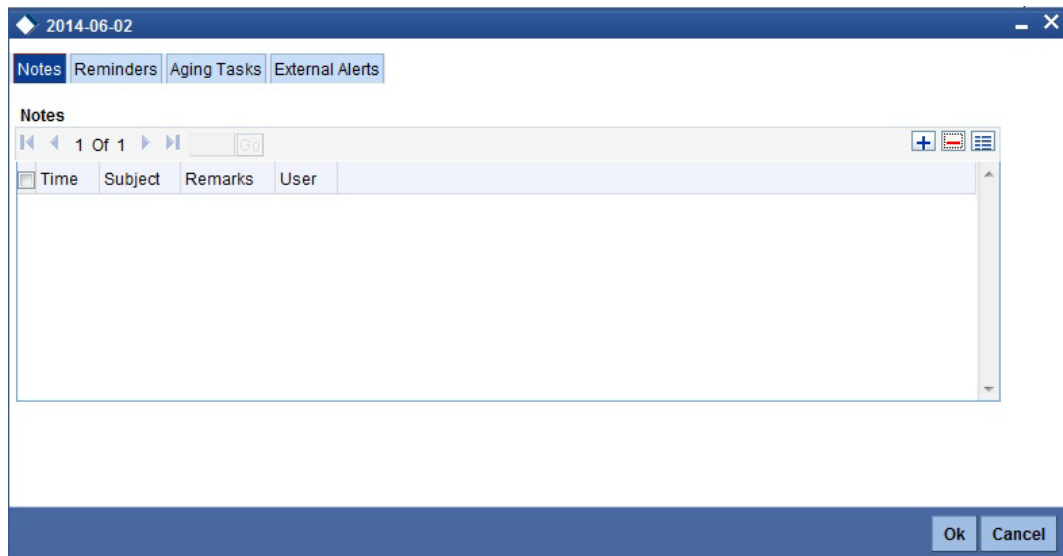 2014-06-02
Notes Reminders Aging Tasks External Alerts
Notes
1 Of 1 Go
Time Subject Remarks User
Ok Cancel